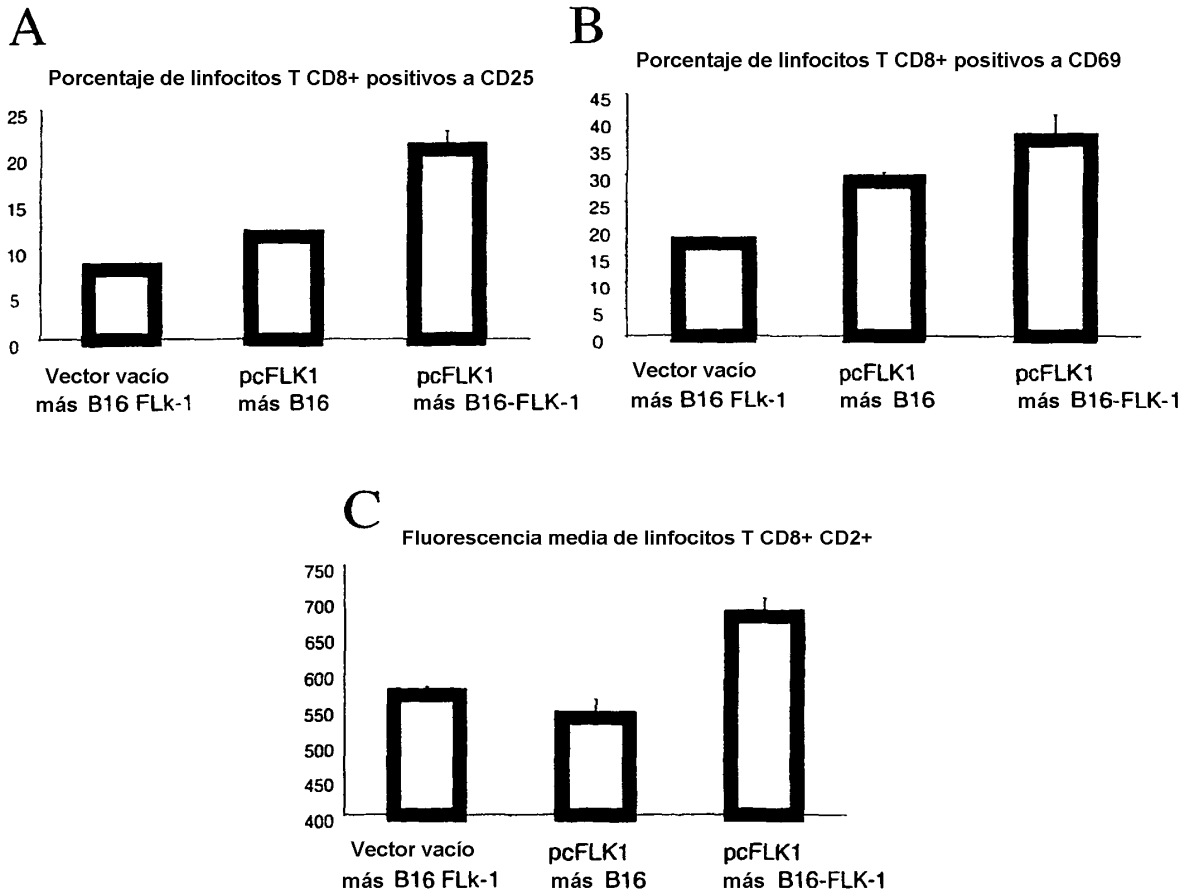 A
Porcentaje de linfocitos T CD8+ positivos a CD25
25
20
15
10
5
0
Vector vacío
más B16 FLk-1
pcFLK1
más B16
pcFLK1
más B16-FLK-1
B
Porcentaje de linfocitos T CD8+ positivos a CD69
45
40
35
30
25
20
15
10
5
0
Vector vacío
más B16 FLk-1
pcFLK1
más B16
pcFLK1
más B16-FLK-1
C
Fluorescencia media de linfocitos T CD8+ CD2+
750
700
650
600
550
500
450
400
Vector vacío
más B16 FLk-1
pcFLK1
más B16
pcFLK1
más B16-FLK-1